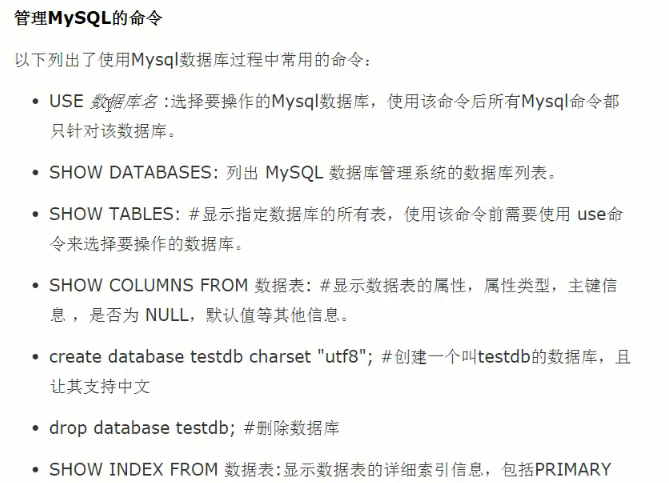 管理MySQL的命令
以下列出了使用Mysql数据库过程中常用的命令：
• USE 数据库名 :选择要操作的Mysql数据库，使用该命令后所有Mysql命令都
只针对该数据库。
• SHOW DATABASES: 列出 MySQL 数据库管理系统的数据库列表。
• SHOW TABLES: #显示指定数据库的所有表，使用该命令前需要使用 use命
令来选择要操作的数据库。
• SHOW COLUMNS FROM 数据表: #显示数据表的属性，属性类型，主键信
息 ，是否为 NULL，默认值等其他信息。
• create database testdb charset "utf8"; #创建一个叫testdb的数据库，且
让其支持中文
• drop database testdb; #删除数据库
• SHOW INDEX FROM 数据表:显示数据表的详细索引信息，包括PRIMARY